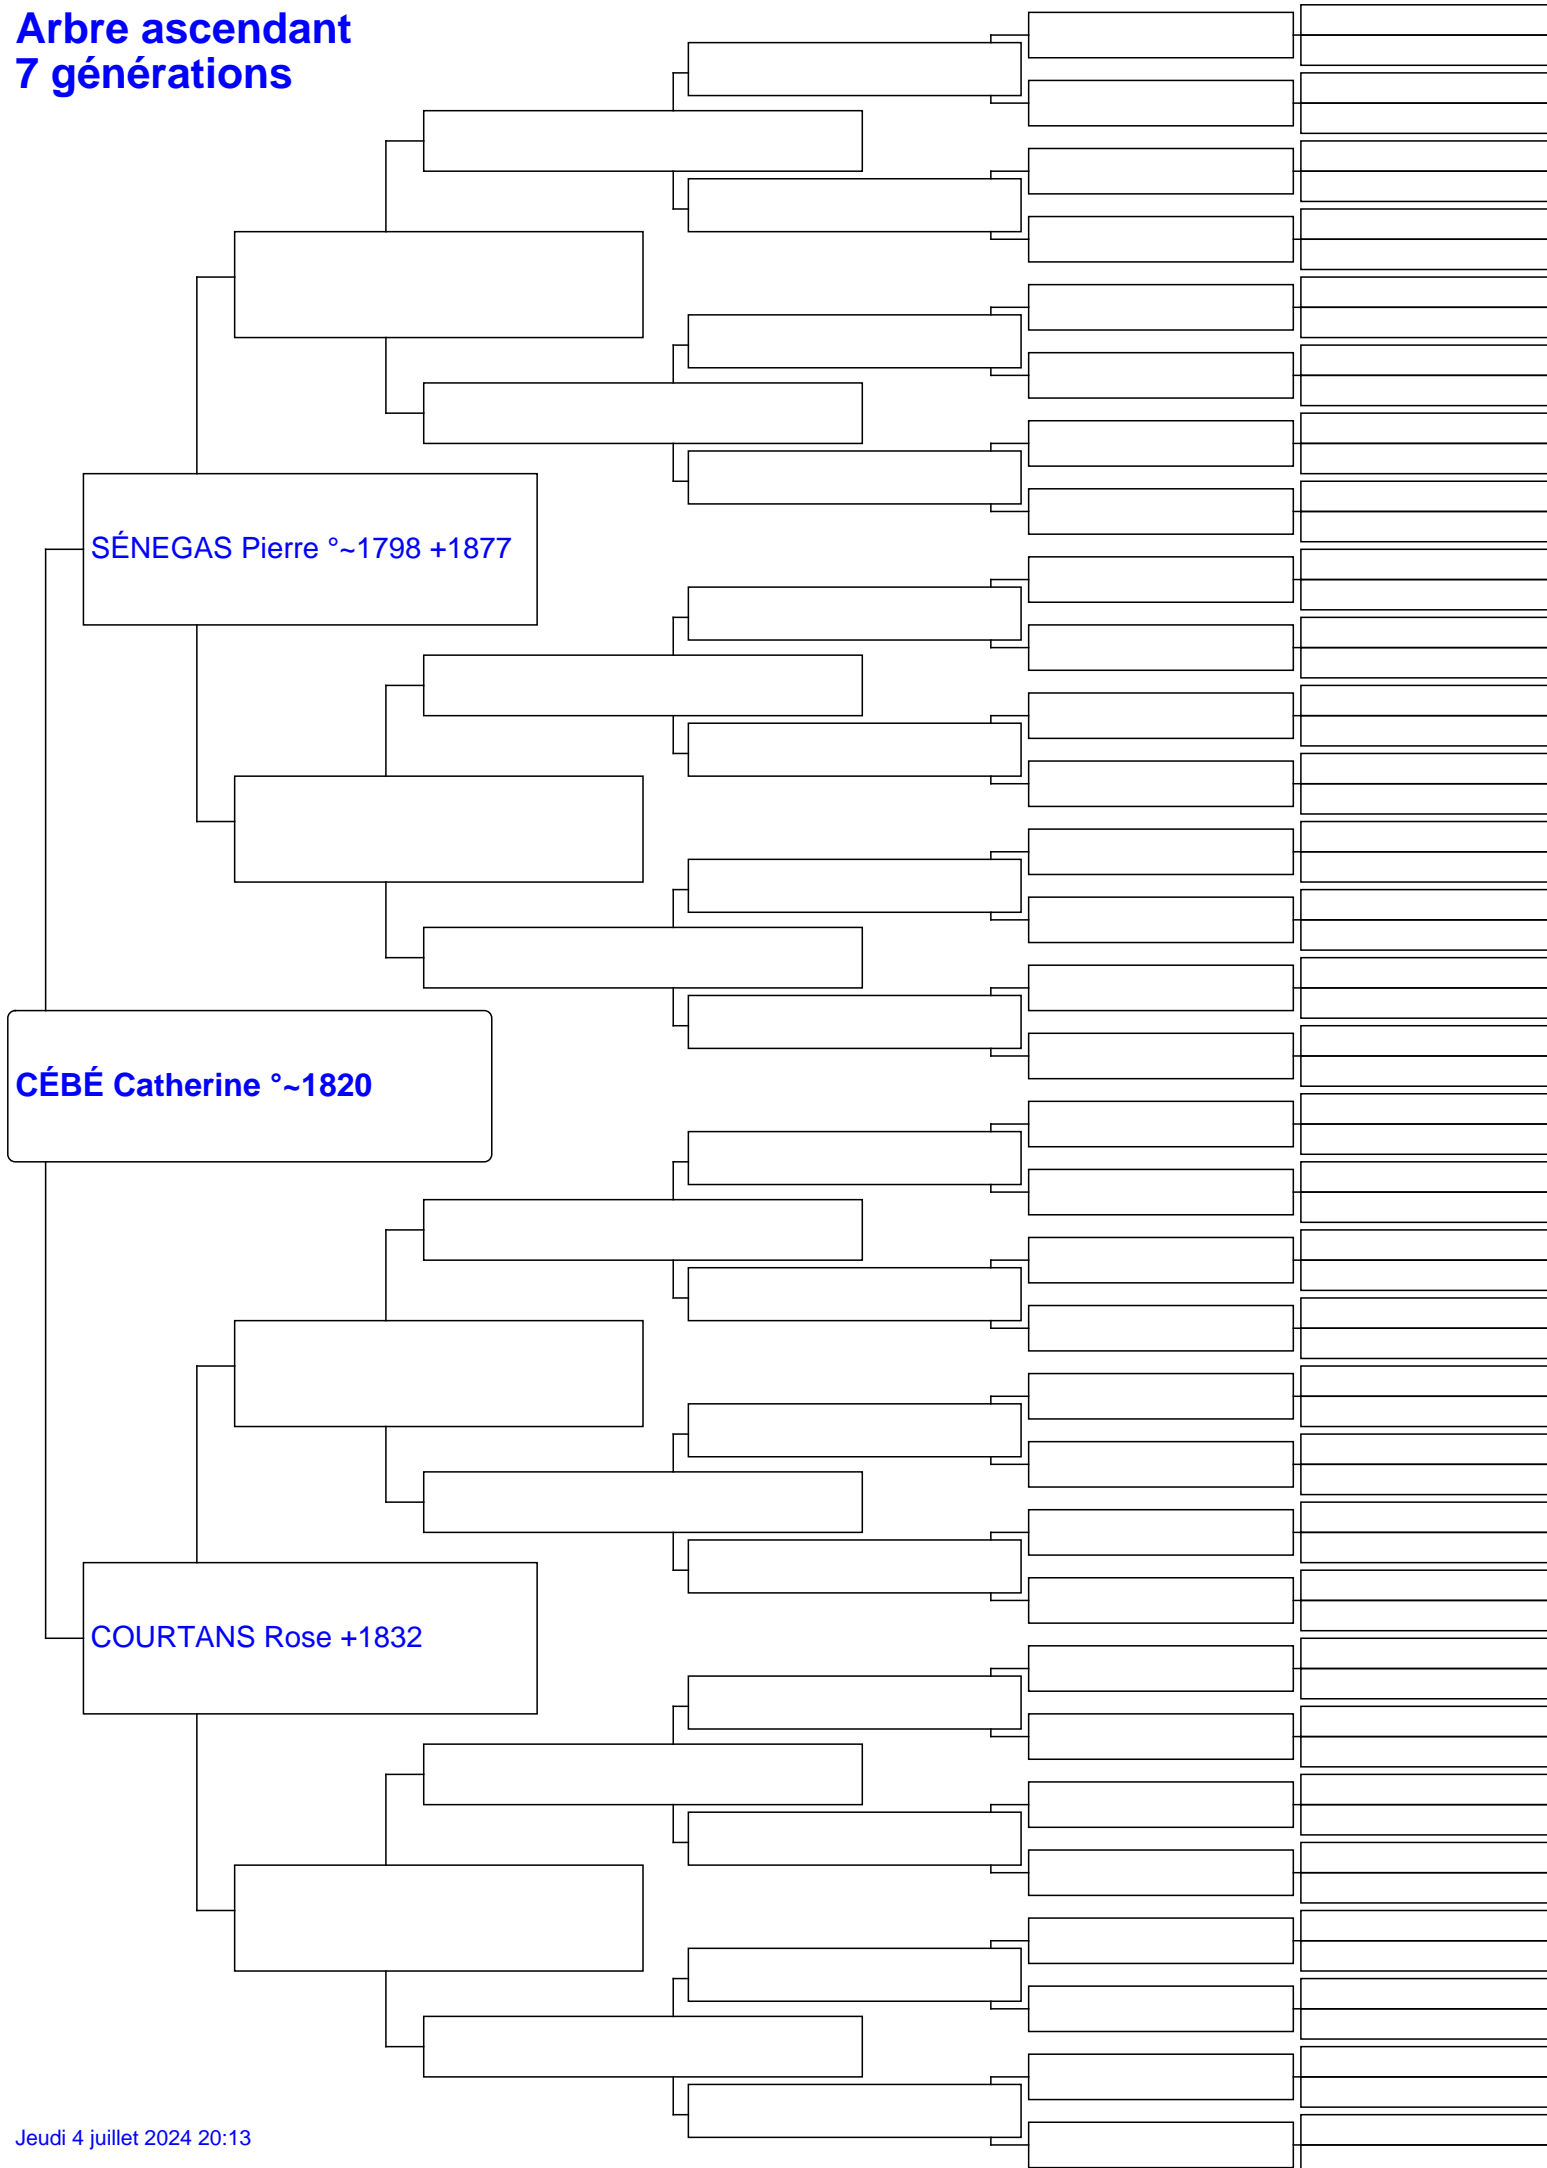 Arbre ascendant
7 générations
SÉNEGAS Pierre °~1798 +1877
CÉBÉ Catherine °~1820
COURTANS Rose +1832
Jeudi 4 juillet 2024 20:13